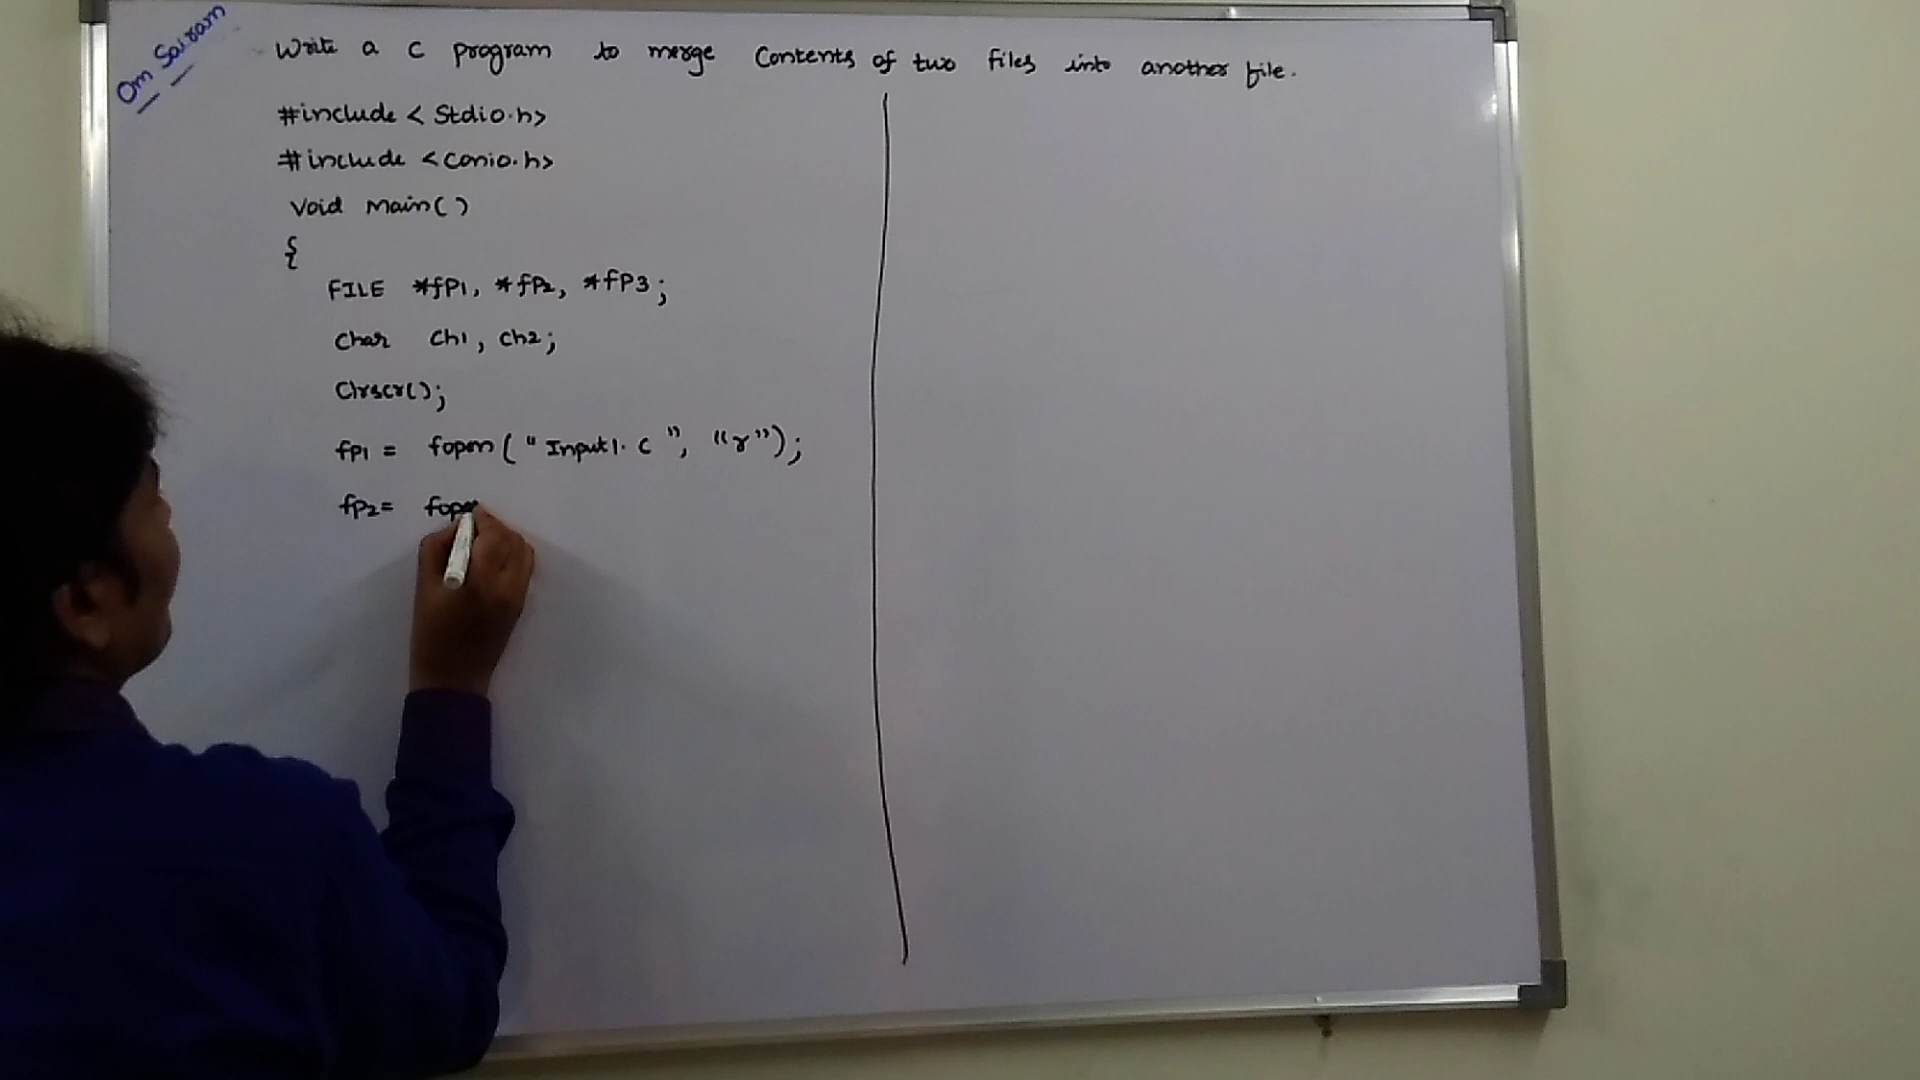 Om Sairam
Write a C program to merge Contents of two files into another file.
#include < Stdio.h>
#include <conio.h>
Void main()
{
FILE *fP1, *fP2, *fP3;
Char Ch1, Ch2;
Clrscr();
fp1 = fopen ("Input1.c", "r");
fp2= fope